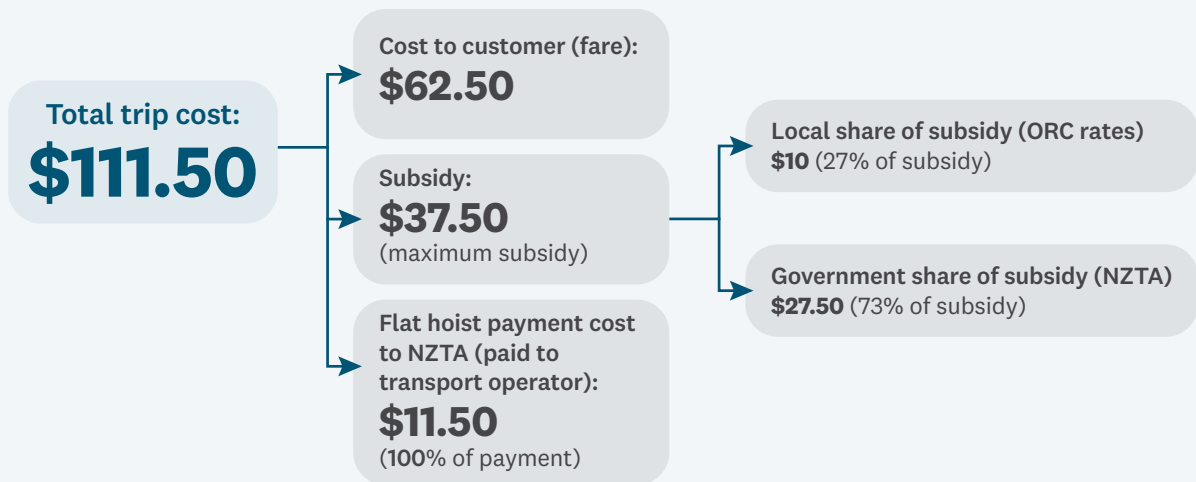 Total trip cost:
$111.50
Cost to customer (fare):
$62.50
Subsidy:
$37.50
(maximum subsidy)
Flat hoist payment cost
to NZTA (paid to
transport operator):
$11.50
(100% of payment)
Local share of subsidy (ORC rates)
$10 (27% of subsidy)
Government share of subsidy (NZTA)
$27.50 (73% of subsidy)